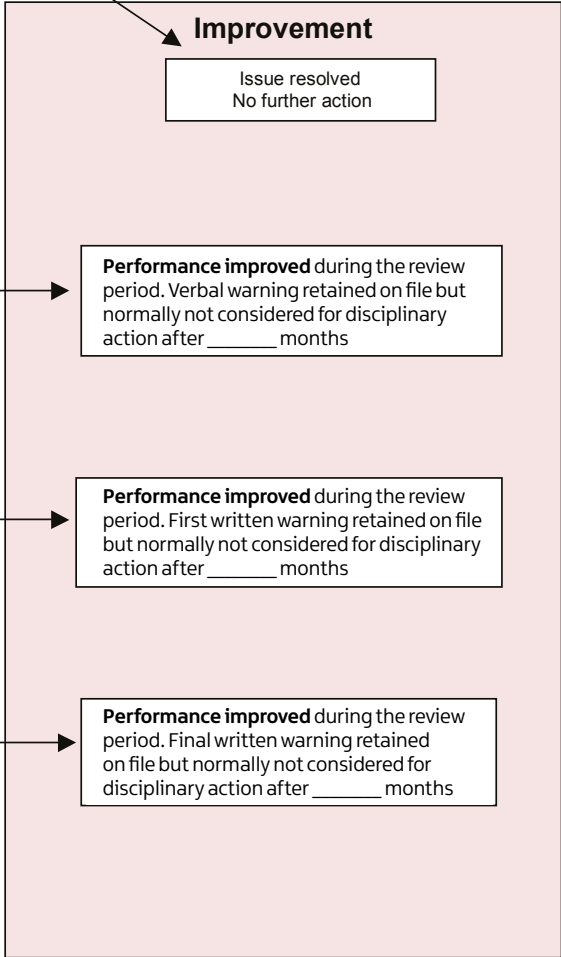 Improvement
Issue resolved
No further action
Performance improved during the review
period. Verbal warning retained on file but
normally not considered for disciplinary
action after _______ months
Performance improved during the review
period. First written warning retained on file
but normally not considered for disciplinary
action after _______ months
Performance improved during the review
period. Final written warning retained
on file but normally not considered for
disciplinary action after _______ months